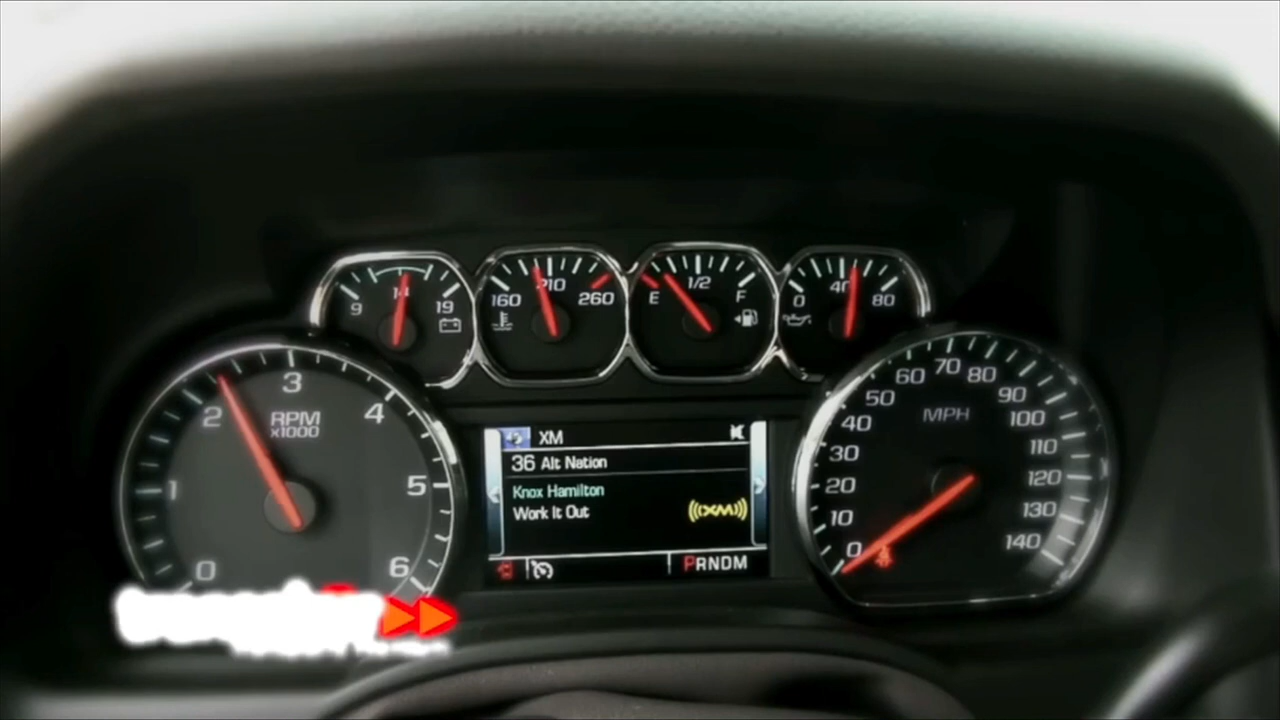 9 14 19
160 210 260
E 1/2 F
0 40 80
0 1 2 3 4 5 6
RPM
x1000
0 10 20 30 40 50 60 70 80 90 100 110 120 130 140
MPH
XM
36 Alt Nation
Knox Hamilton
Work It Out
((XM))
PRNDM